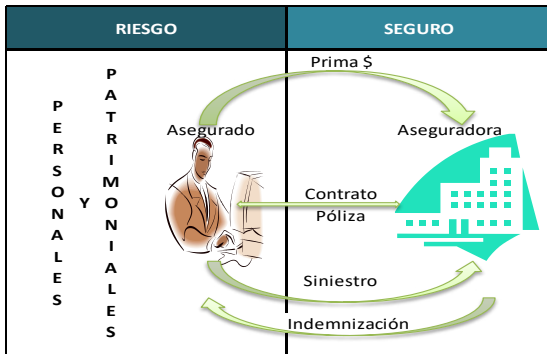 RIESGO
SEGURO
PERSONALES
Y
PATRIMONIALES
Prima $
Asegurado
Aseguradora
Contrato
Póliza
Siniestro
Indemnización